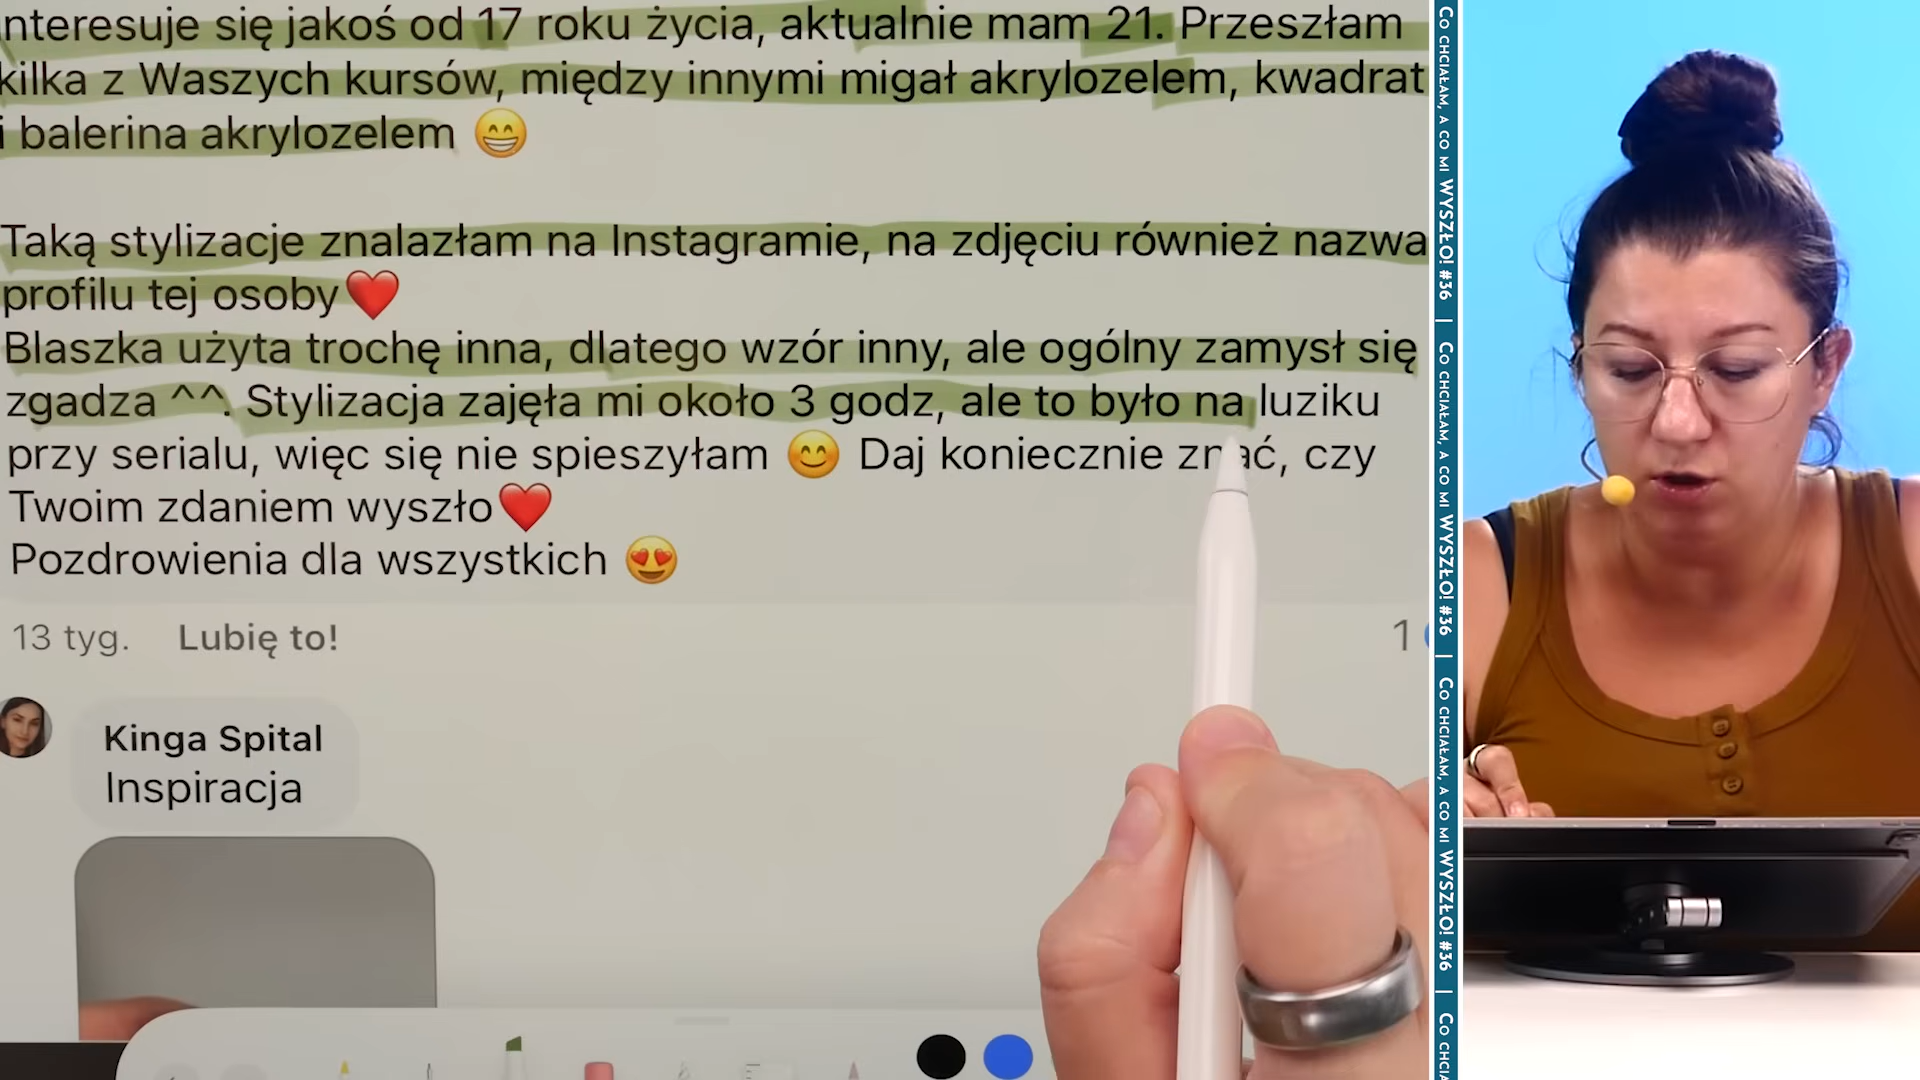 nteresuje się jakoś od 17 roku życia, aktualnie mam 21. Przeszłam
kilka z Waszych kursów, między innymi migał akrylozelem, kwadrat
i balerina akrylozelem 😁
Taką stylizacje znalazłam na Instagramie, na zdjęciu również nazwa
profilu tej osoby❤️
Blaszka użyta trochę inna, dlatego wzór inny, ale ogólny zamysł się
zgadza ^^. Stylizacja zajęła mi około 3 godz, ale to było na luziku
przy serialu, więc się nie spieszyłam 😊 Daj koniecznie znać, czy
Twoim zdaniem wyszło❤️
Pozdrowienia dla wszystkich 😍
13 tyg. Lubię to! 1
Kinga Spital
Inspiracja
Co chciałam, a co mi WYSZŁO! #36 | Co chciałam, a co mi WYSZŁO! #36 | Co chciałam, a co mi WYSZŁO! #36 | Co chcia